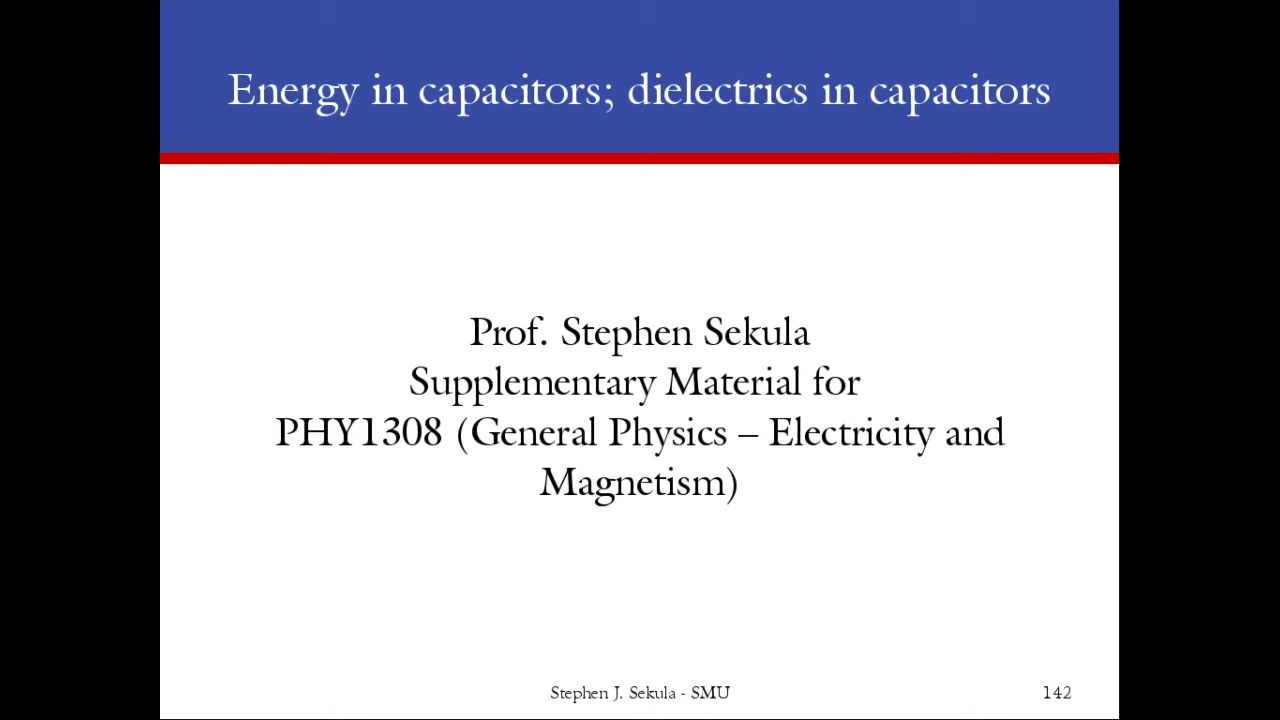 Energy in capacitors; dielectrics in capacitors
Prof. Stephen Sekula
Supplementary Material for
PHY1308 (General Physics – Electricity and
Magnetism)
Stephen J. Sekula - SMU
142